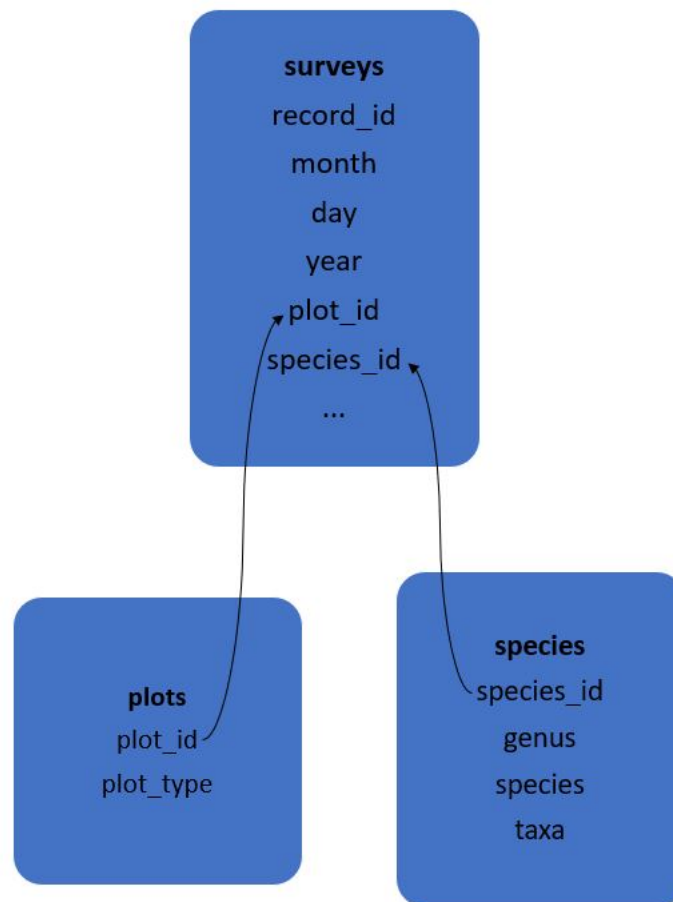 surveys
record_id
month
day
year
plot_id
species_id
...
plots
plot_id
plot_type
species
species_id
genus
species
taxa